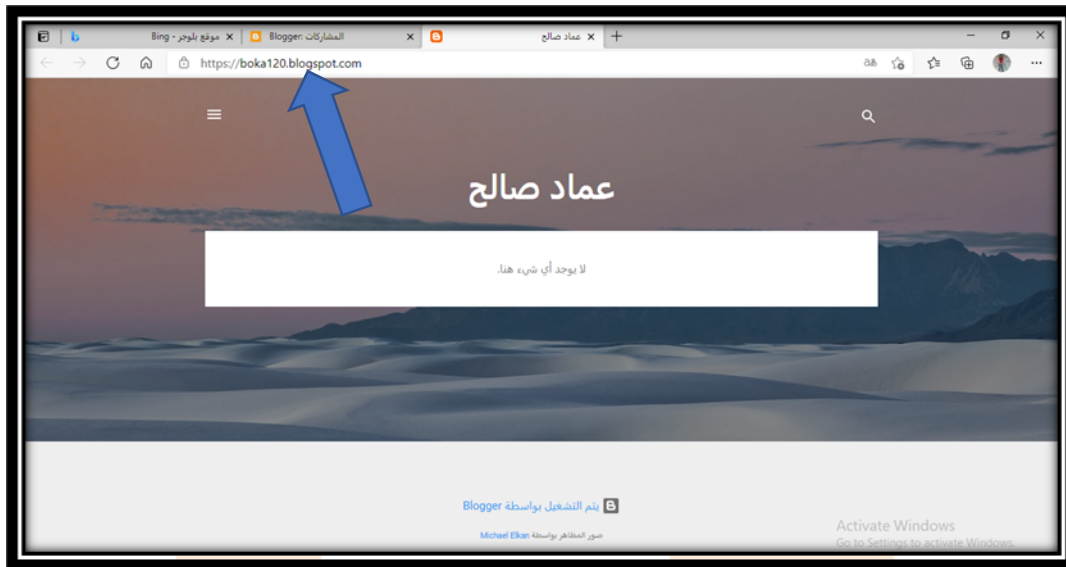 موقع بلوجر - Bing
Blogger: المشاركات
عماد صالح
https://boka120.blogspot.com
عماد صالح
لا يوجد أي شيء هنا.
يتم التشغيل بواسطة Blogger
صور المظاهر بواسطة Michael Elkan
Activate Windows
Go to Settings to activate Windows.